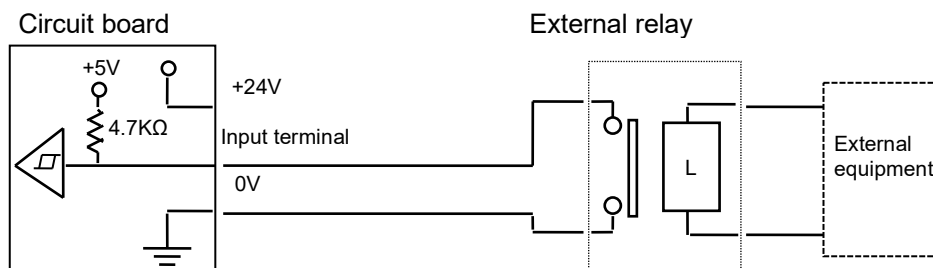 Circuit board
External relay
+5V
+24V
4.7KΩ
Input terminal
0V
L
External
equipment